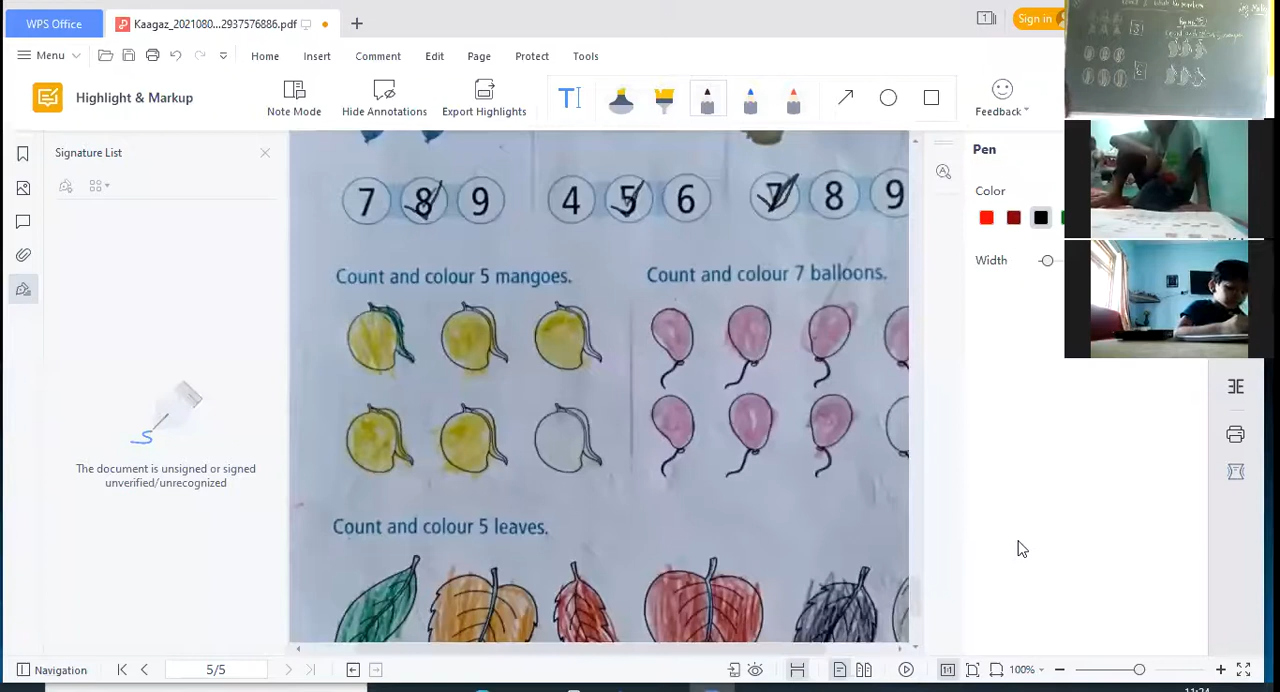 WPS Office
Kaagaz_2021080...2937576886.pdf
1
Sign in
Menu
Home
Insert
Comment
Edit
Page
Protect
Tools
Highlight & Markup
Note Mode
Hide Annotations
Export Highlights
Feedback
Signature List
Pen
Color
Width
7 8 9
4 5 6
7 8 9
Count and colour 5 mangoes.
Count and colour 7 balloons.
Count and colour 5 leaves.
The document is unsigned or signed
unverified/unrecognized
Navigation
5/5
100%